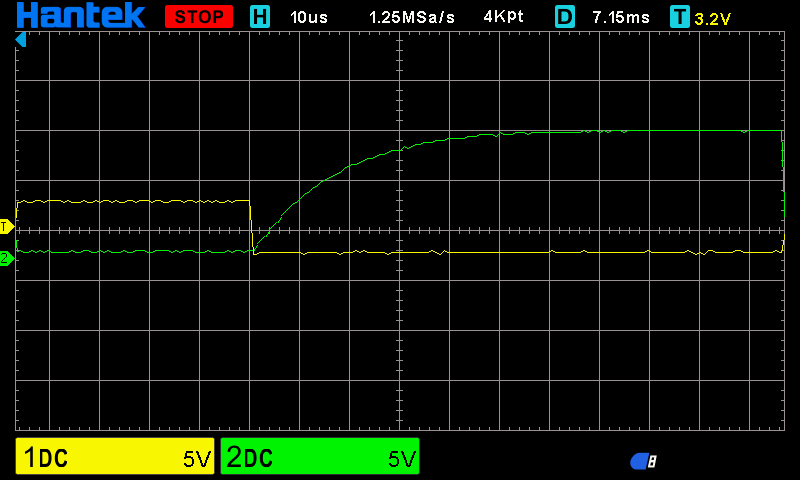 Hantek STOP H 10us 1.25MSa/s 4Kpt D 7.15ms T 3.2V
T
2
1DC 5V 2DC 5V